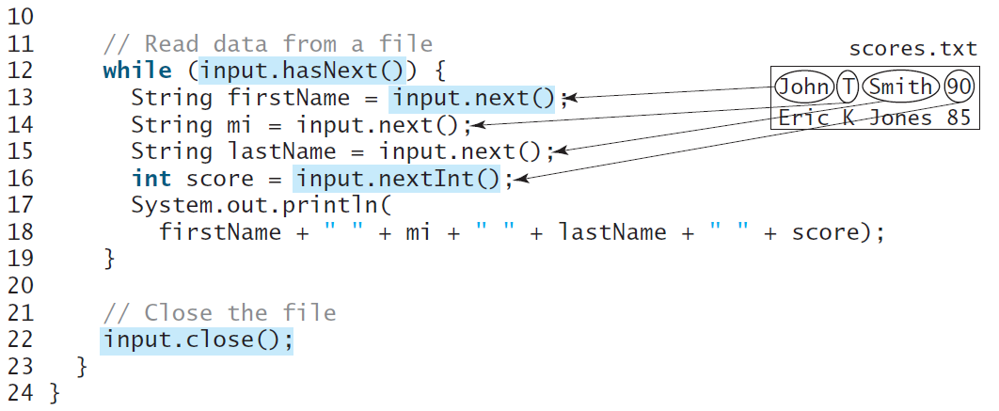 10
11 // Read data from a file
12 while (input.hasNext()) {
13 String firstName = input.next();
14 String mi = input.next();
15 String lastName = input.next();
16 int score = input.nextInt();
17 System.out.println(
18 firstName + " " + mi + " " + lastName + " " + score);
19 }
20
21 // Close the file
22 input.close();
23 }
24 }
scores.txt
John T Smith 90
Eric K Jones 85